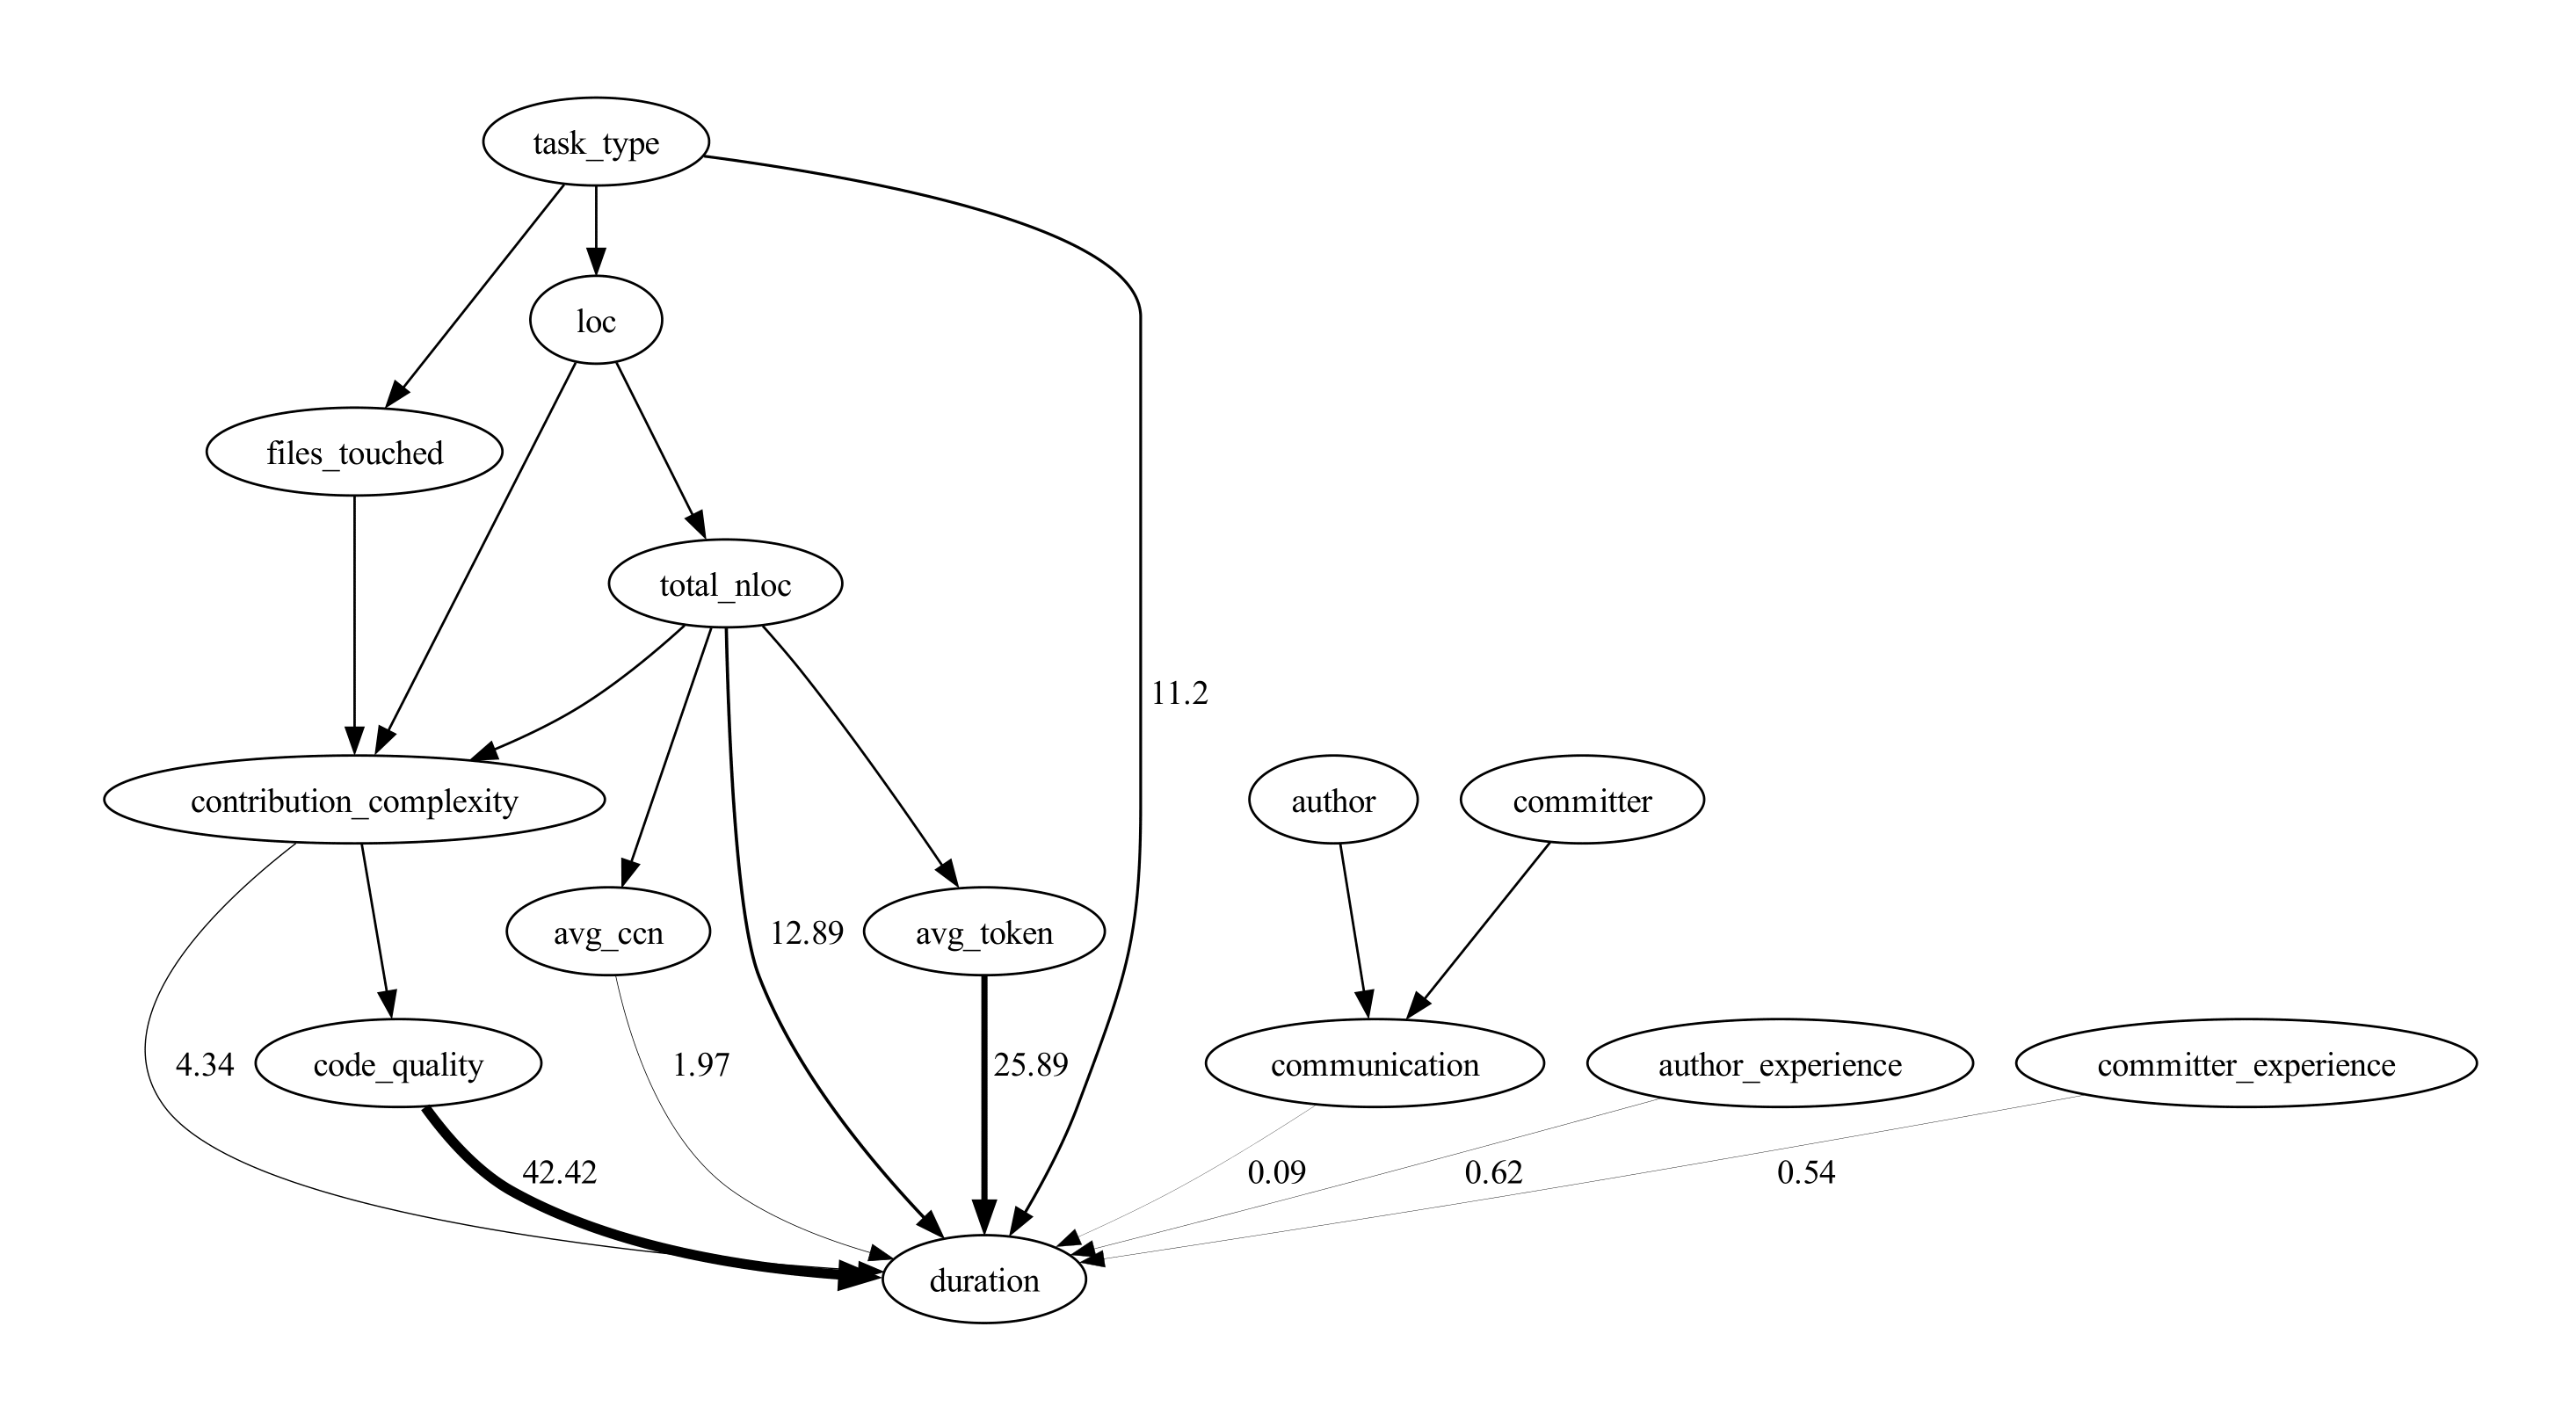 task_type
loc
files_touched
total_nloc
11.2
contribution_complexity
author
committer
avg_ccn
12.89
avg_token
4.34
code_quality
1.97
25.89
communication
author_experience
committer_experience
42.42
0.09
0.62
0.54
duration